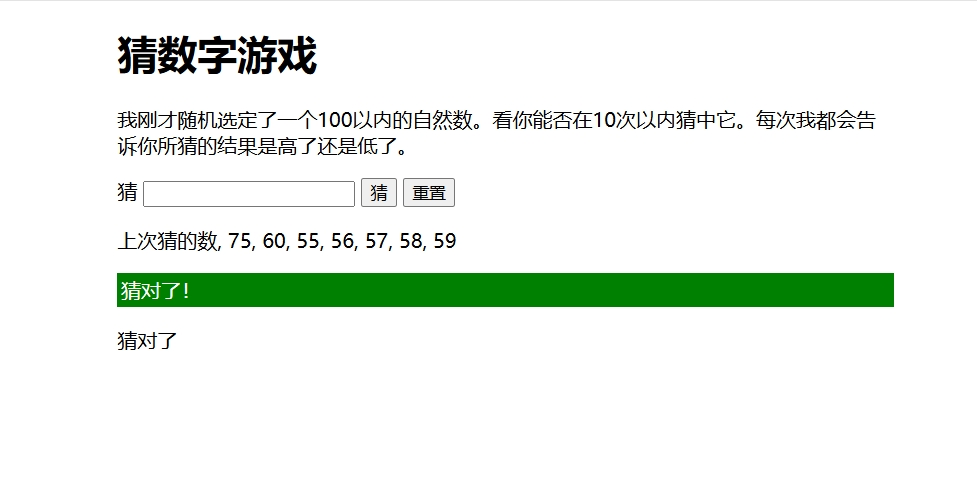 猜数字游戏
我刚才随机选定了一个100以内的自然数。看你能否在10次以内猜中它。每次我都会告
诉你所猜的结果是高了还是低了。
猜 猜 重置
上次猜的数, 75, 60, 55, 56, 57, 58, 59
猜对了！
猜对了